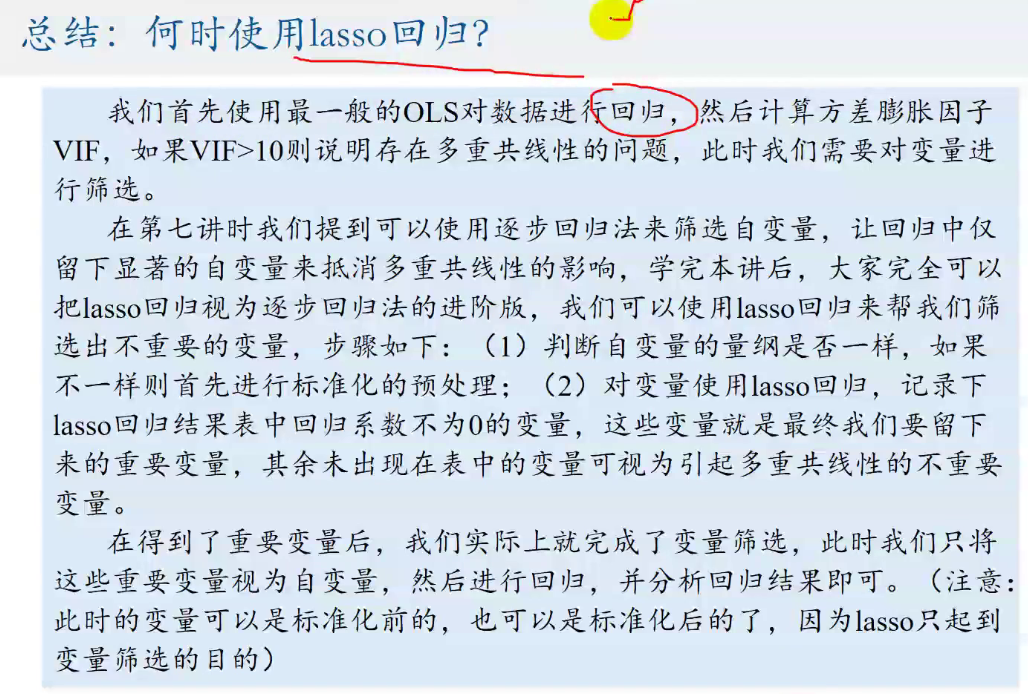 总结：何时使用lasso回归？
我们首先使用最一般的OLS对数据进行回归，然后计算方差膨胀因子
VIF，如果VIF>10则说明存在多重共线性的问题，此时我们需要对变量进
行筛选。
在第七讲时我们提到可以使用逐步回归法来筛选自变量，让回归中仅
留下显著的自变量来抵消多重共线性的影响，学完本讲后，大家完全可以
把lasso回归视为逐步回归法的进阶版，我们可以使用lasso回归来帮我们筛
选出不重要的变量，步骤如下：（1）判断自变量的量纲是否一样，如果
不一样则首先进行标准化的预处理；（2）对变量使用lasso回归，记录下
lasso回归结果表中回归系数不为0的变量，这些变量就是最终我们要留下
来的重要变量，其余未出现在表中的变量可视为引起多重共线性的不重要
变量。
在得到了重要变量后，我们实际上就完成了变量筛选，此时我们只将
这些重要变量视为自变量，然后进行回归，并分析回归结果即可。（注意：
此时的变量可以是标准化前的，也可以是标准化后的了，因为lasso只起到
变量筛选的目的）